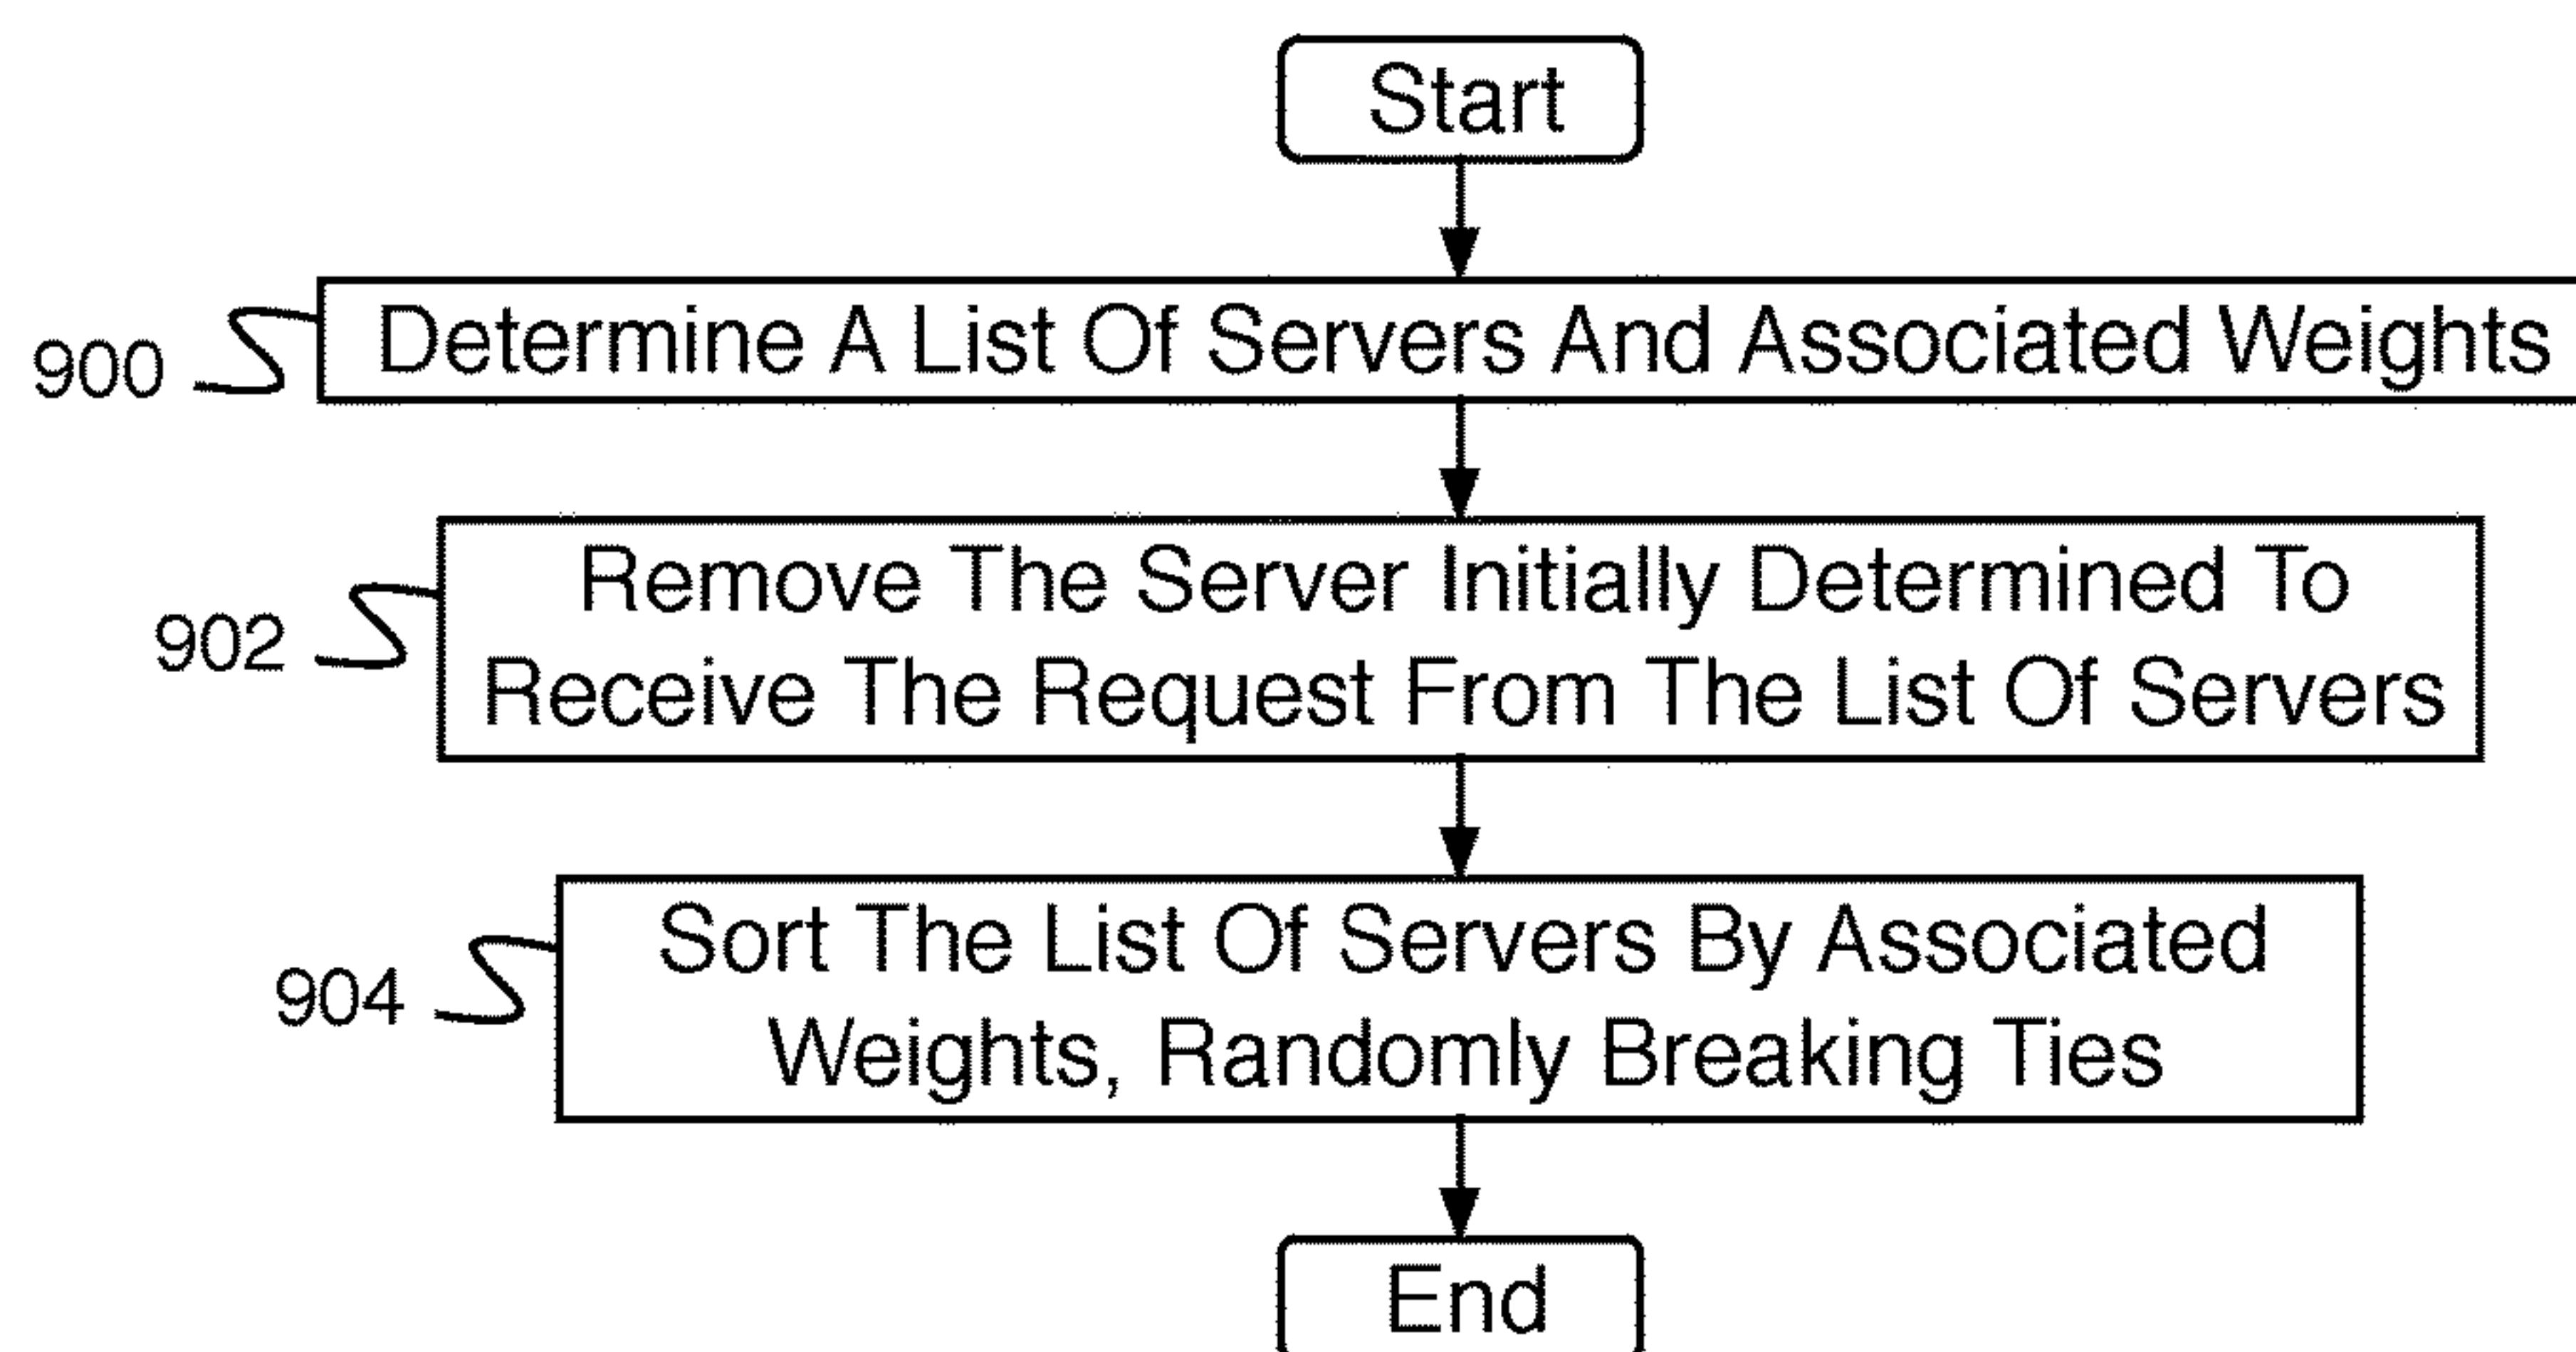 Start
900
Determine A List Of Servers And Associated Weights
902
Remove The Server Initially Determined To
Receive The Request From The List Of Servers
904
Sort The List Of Servers By Associated
Weights, Randomly Breaking Ties
End